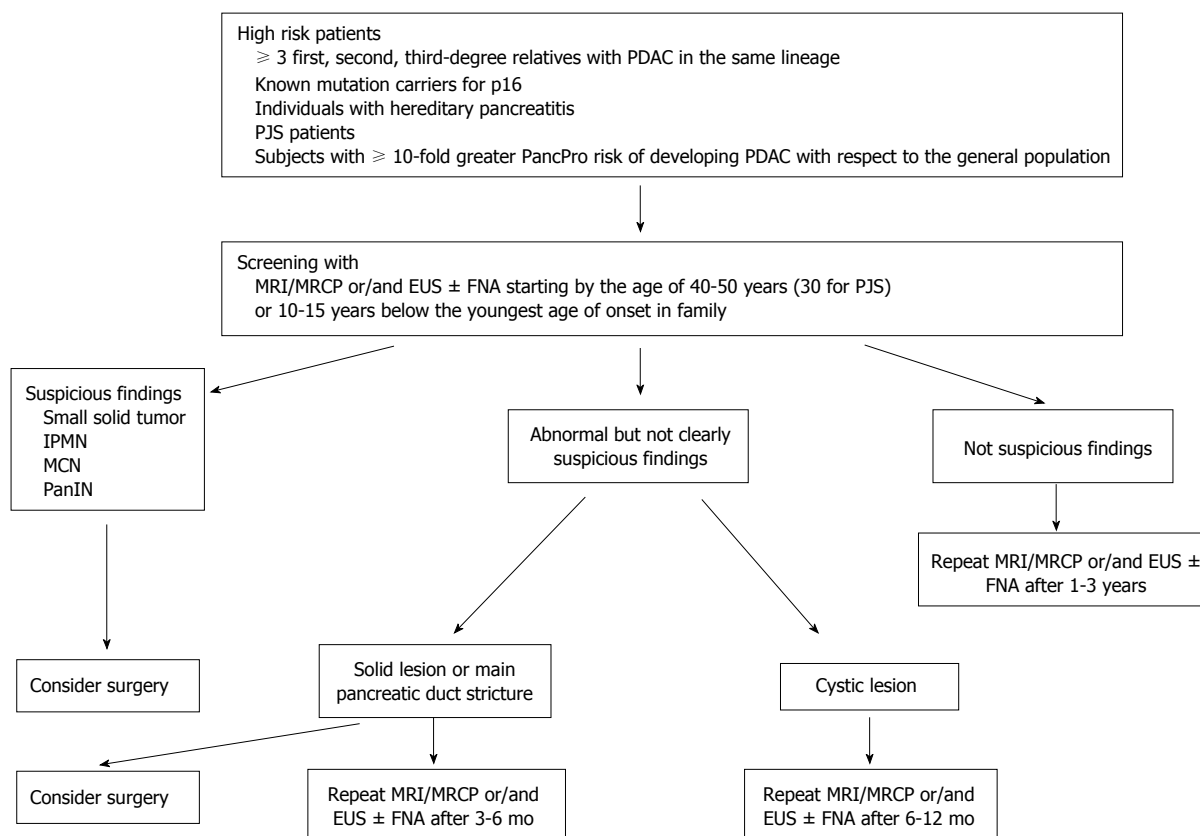 High risk patients
≥ 3 first, second, third-degree relatives with PDAC in the same lineage
Known mutation carriers for p16
Individuals with hereditary pancreatitis
PJS patients
Subjects with ≥ 10-fold greater PancPro risk of developing PDAC with respect to the general population
Screening with
MRI/MRCP or/and EUS ± FNA starting by the age of 40-50 years (30 for PJS)
or 10-15 years below the youngest age of onset in family
Suspicious findings
Small solid tumor
IPMN
MCN
PanIN
Abnormal but not clearly
suspicious findings
Not suspicious findings
Repeat MRI/MRCP or/and EUS ±
FNA after 1-3 years
Consider surgery
Solid lesion or main
pancreatic duct stricture
Cystic lesion
Consider surgery
Repeat MRI/MRCP or/and
EUS ± FNA after 3-6 mo
Repeat MRI/MRCP or/and
EUS ± FNA after 6-12 mo